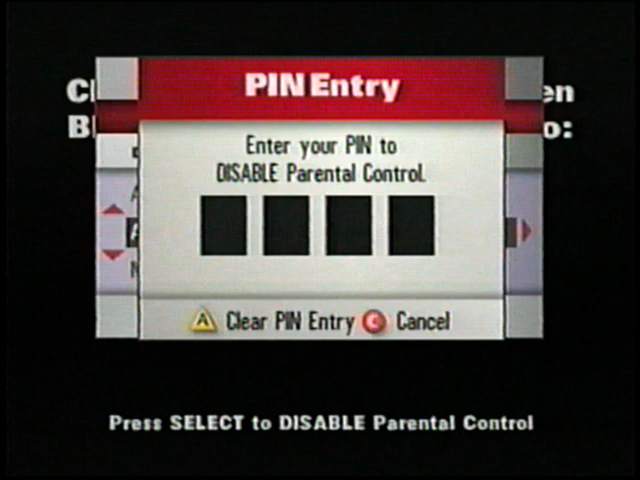 PIN Entry
Enter your PIN to
DISABLE Parental Control.
A Clear PIN Entry C Cancel
Press SELECT to DISABLE Parental Control